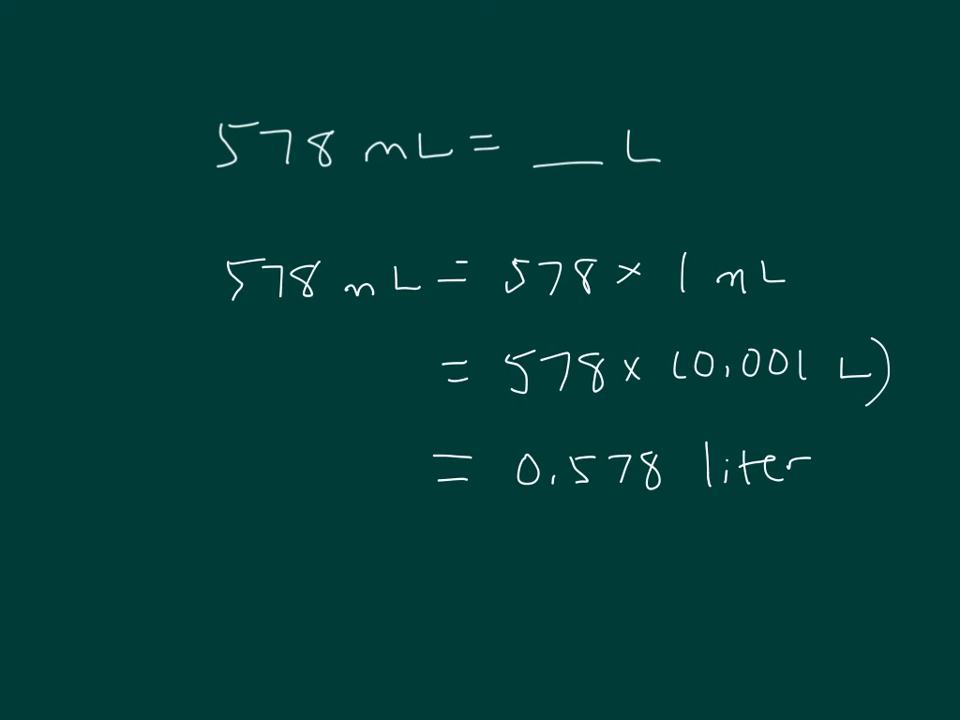 578 mL = __ L
578 mL = 578 × 1 mL
= 578 × (0.001 L)
= 0.578 liter